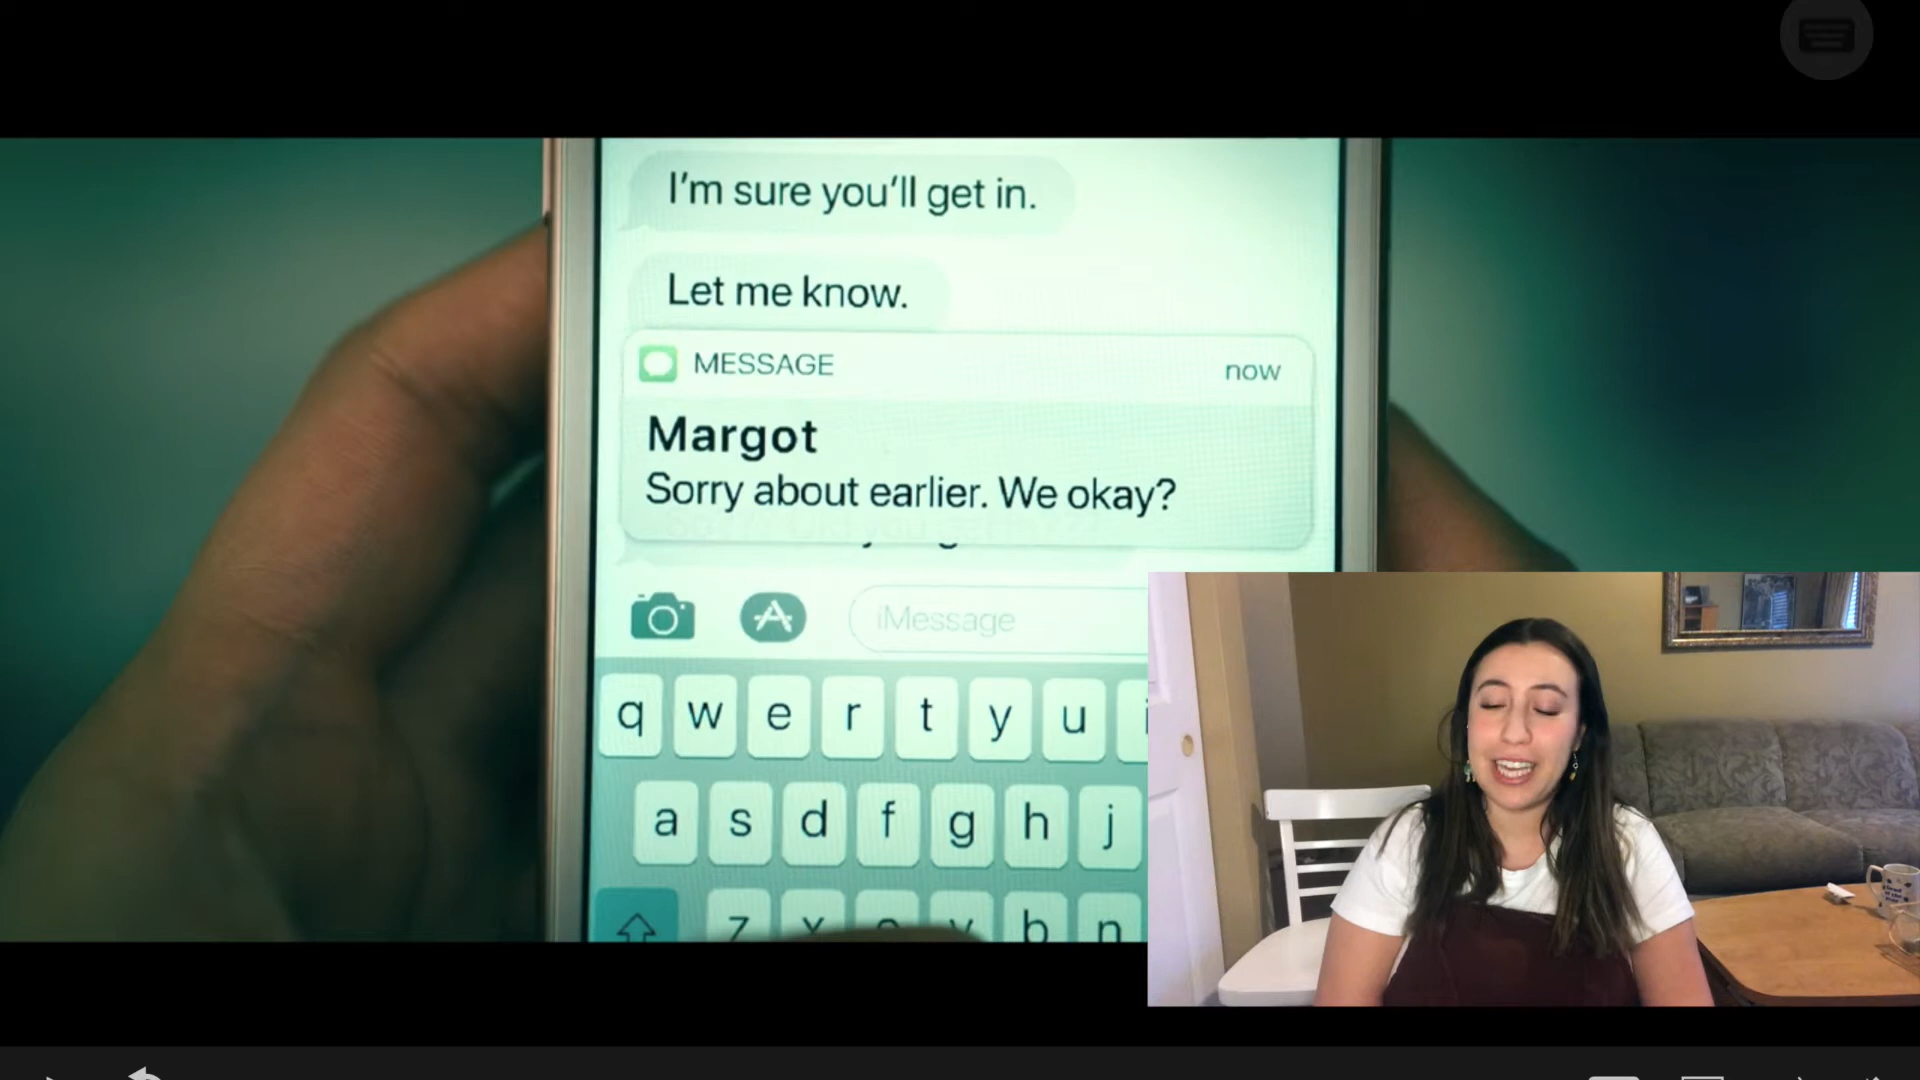 I'm sure you'll get in.
Let me know.
MESSAGE now
Margot
Sorry about earlier. We okay?
iMessage
q w e r t y u
a s d f g h j
z x c v b n